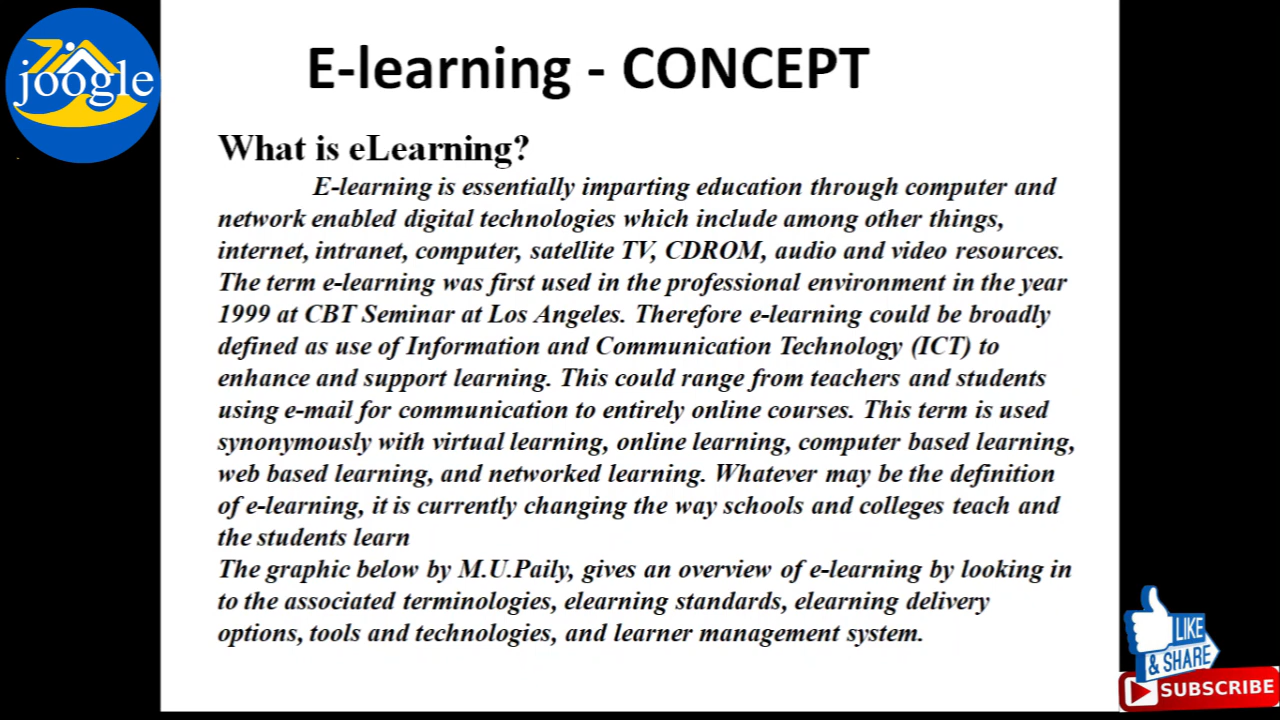 joogle
E-learning - CONCEPT
What is eLearning?
E-learning is essentially imparting education through computer and
network enabled digital technologies which include among other things,
internet, intranet, computer, satellite TV, CDROM, audio and video resources.
The term e-learning was first used in the professional environment in the year
1999 at CBT Seminar at Los Angeles. Therefore e-learning could be broadly
defined as use of Information and Communication Technology (ICT) to
enhance and support learning. This could range from teachers and students
using e-mail for communication to entirely online courses. This term is used
synonymously with virtual learning, online learning, computer based learning,
web based learning, and networked learning. Whatever may be the definition
of e-learning, it is currently changing the way schools and colleges teach and
the students learn
The graphic below by M.U.Paily, gives an overview of e-learning by looking in
to the associated terminologies, elearning standards, elearning delivery
options, tools and technologies, and learner management system.
LIKE
& SHARE
SUBSCRIBE